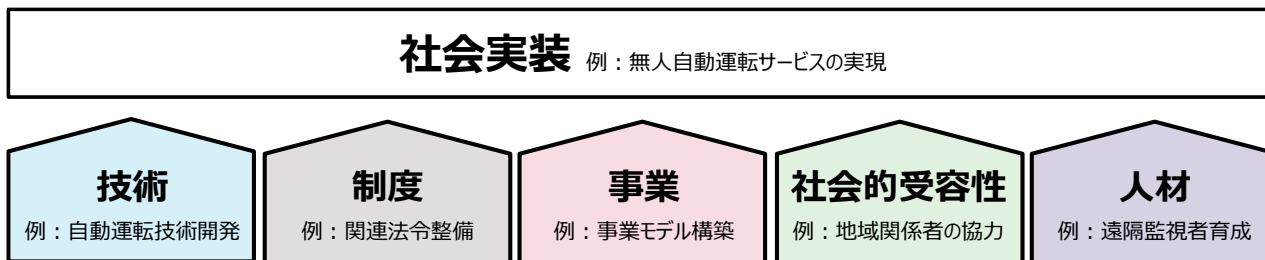 社会実装 例：無人自動運転サービスの実現
技術
例：自動運転技術開発
制度
例：関連法令整備
事業
例：事業モデル構築
社会的受容性
例：地域関係者の協力
人材
例：遠隔監視者育成